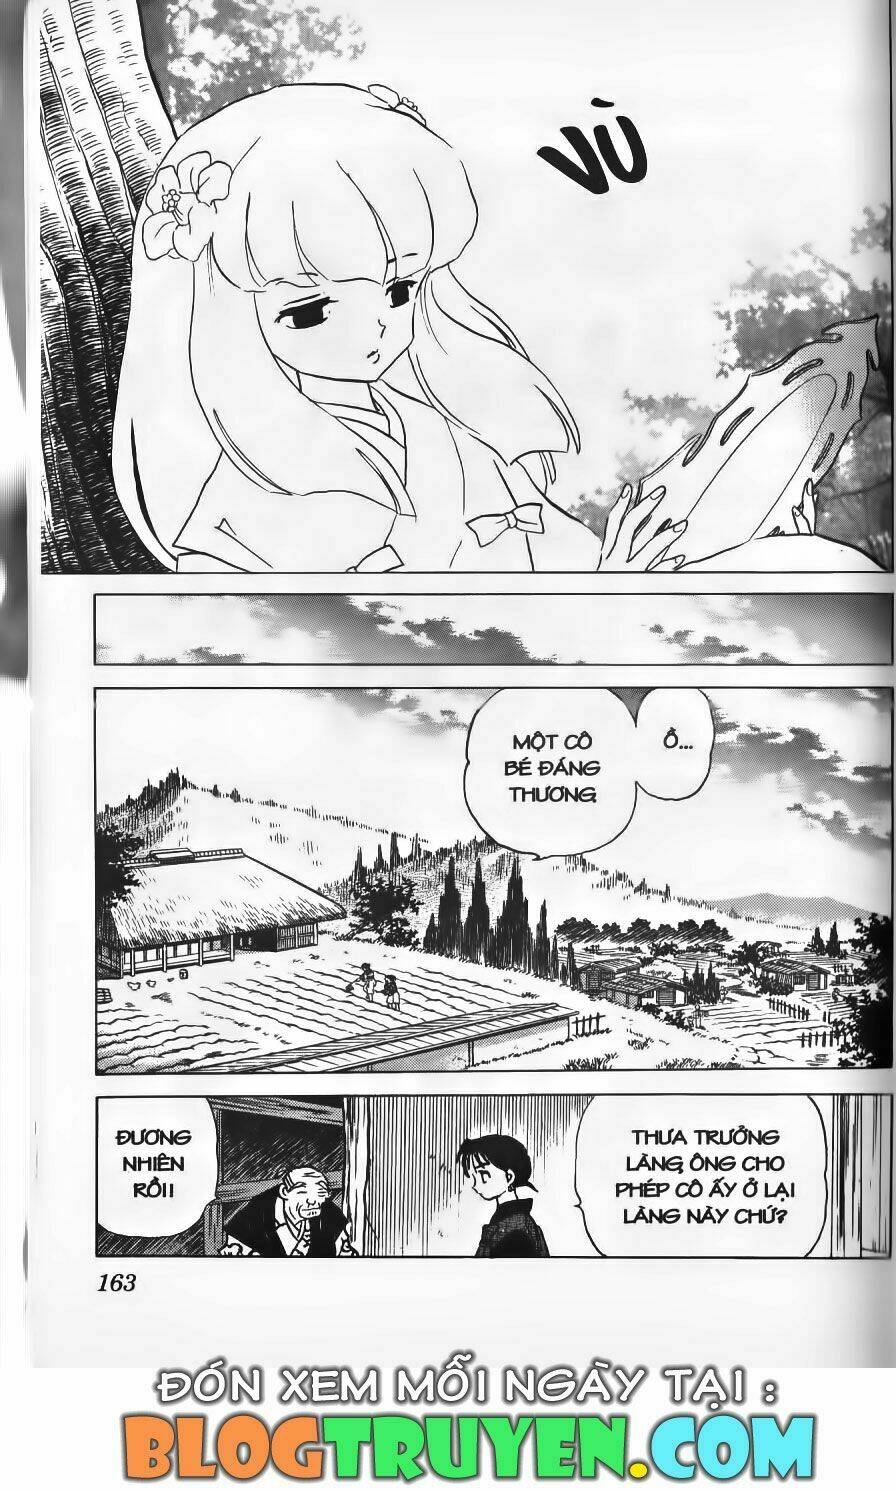 VÙ
Ồ...
MỘT CÔ
BÉ ĐÁNG
THƯƠNG.
THƯA TRƯỞNG
LÀNG, ÔNG CHO
PHÉP CÔ ẤY Ở LẠI
LÀNG NÀY CHỨ?
ĐƯƠNG
NHIÊN
RỒI!
163
ĐÓN XEM MỖI NGÀY TẠI :
BLOGTRUYEN.COM